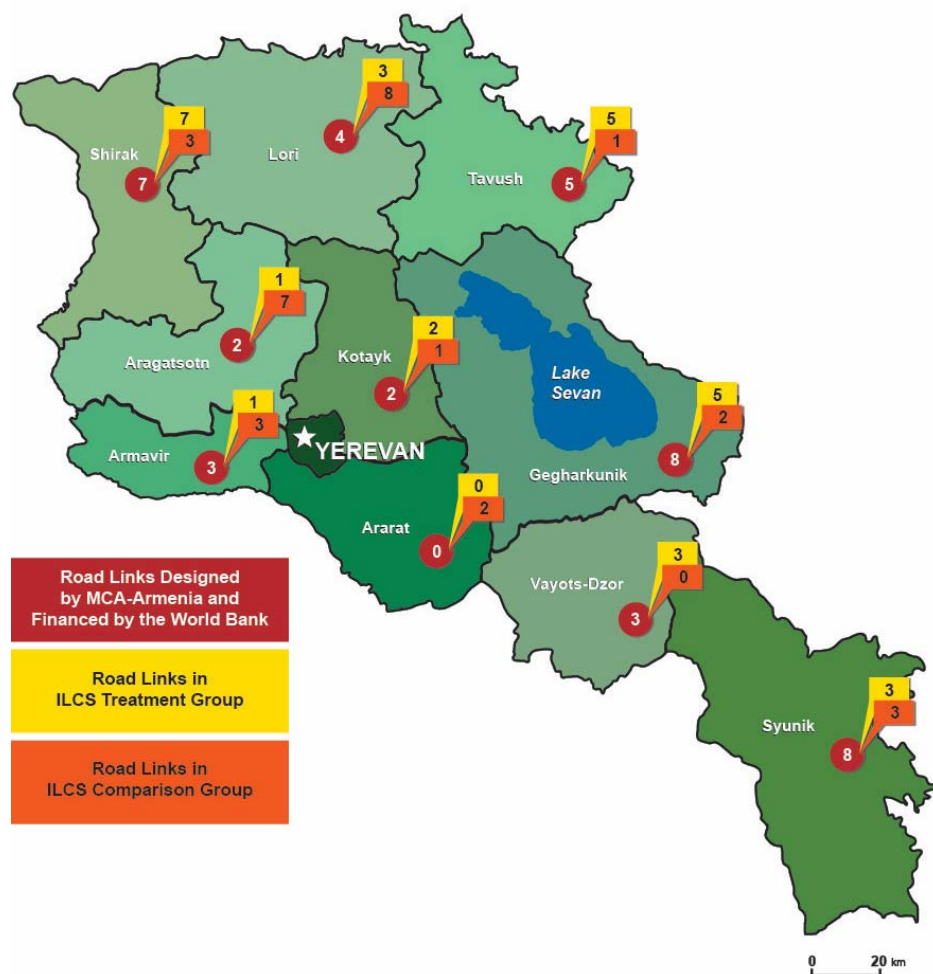 3
8
4
Lori
7
3
7
Shirak
5
1
5
Tavush
1
7
2
Aragatsotn
2
1
2
Kotayk
Lake
Sevan
1
3
3
Armavir
YEREVAN
5
2
8
Gegharkunik
0
2
0
Ararat
3
0
3
Vayots-Dzor
3
3
8
Syunik
Road Links Designed
by MCA-Armenia and
Financed by the World Bank
Road Links in
ILCS Treatment Group
Road Links in
ILCS Comparison Group
0 20 km